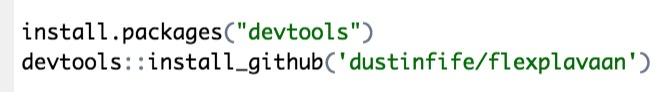 install.packages("devtools")
devtools::install_github('dustinfife/flexplavaan')